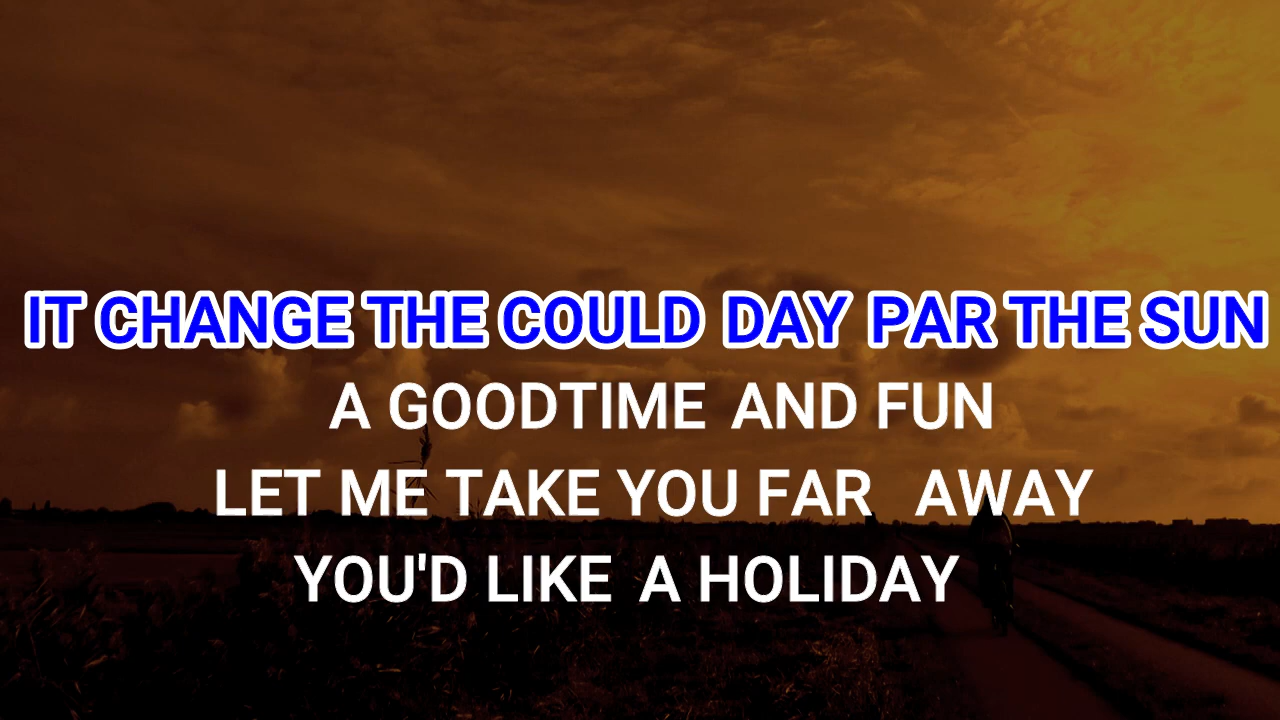 IT CHANGE THE COULD DAY PAR THE SUN
A GOODTIME AND FUN
LET ME TAKE YOU FAR AWAY
YOU'D LIKE A HOLIDAY